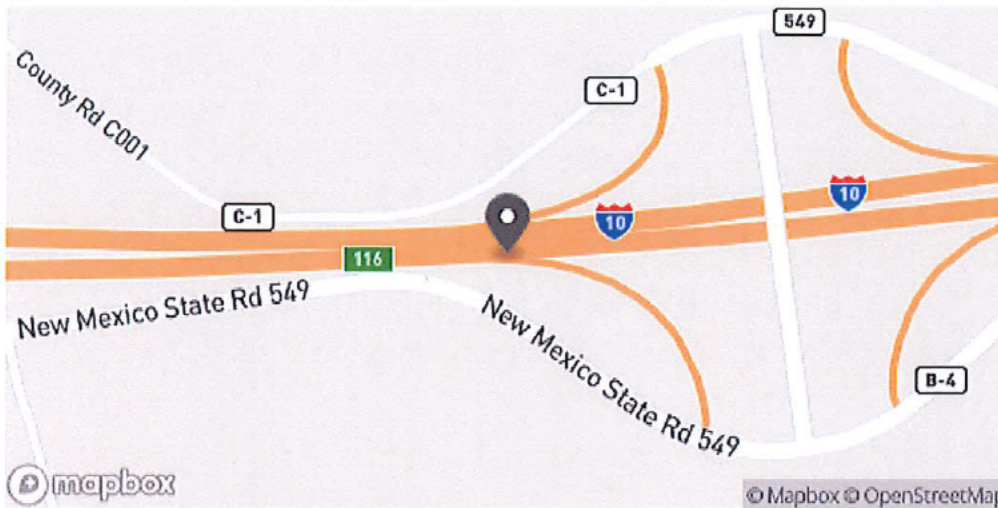 549
C-1
County Rd C001
10
C-1
10
116
New Mexico State Rd 549
New Mexico State Rd 549
B-4
mapbox
© Mapbox © OpenStreetMap